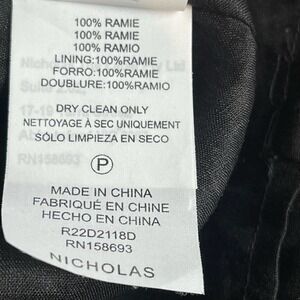 100% RAMIE
100% RAMIE
100% RAMIO
LINING:100% RAMIE
FORRO:100% RAMIE
DOUBLURE:100%RAMIO
DRY CLEAN ONLY
NETTOYAGE À SEC UNIQUEMENT
SÓLO LIMPIEZA EN SECO
P
MADE IN CHINA
FABRIQUÉ EN CHINE
HECHO EN CHINA
R22D2118D
RN158693
NICHOLAS